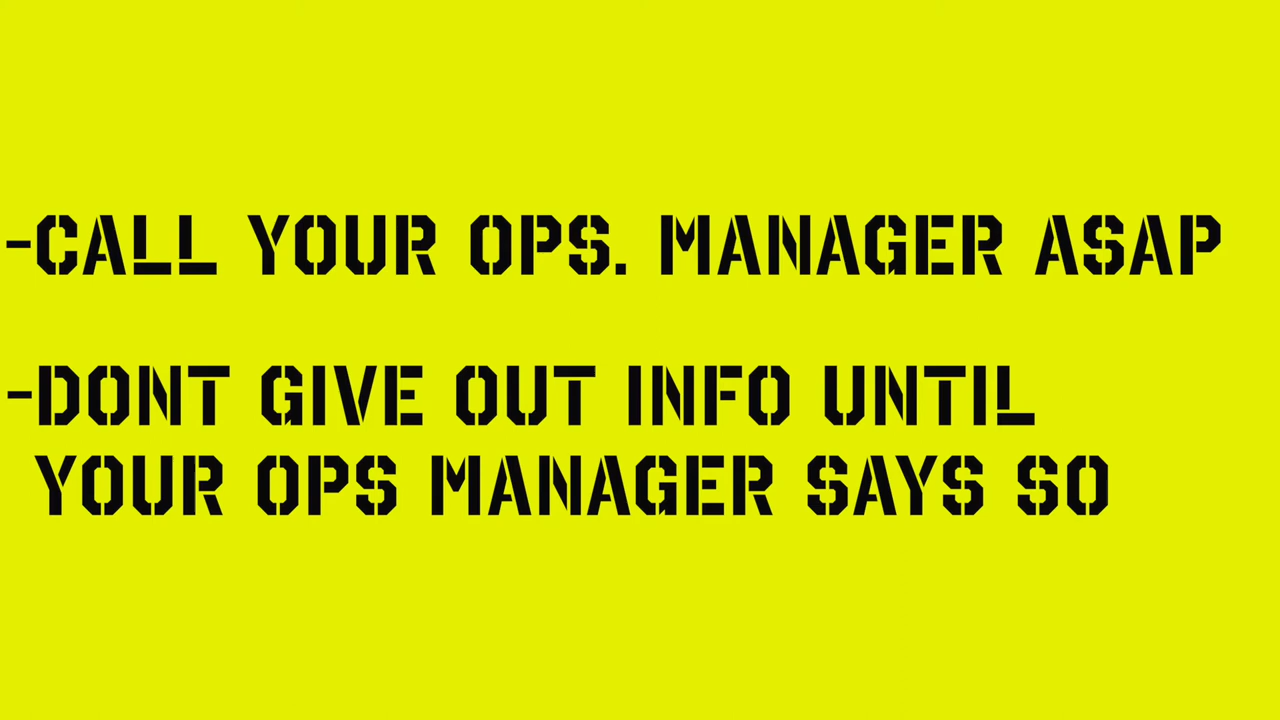 -CALL YOUR OPS. MANAGER ASAP
-DONT GIVE OUT INFO UNTIL
YOUR OPS MANAGER SAYS SO